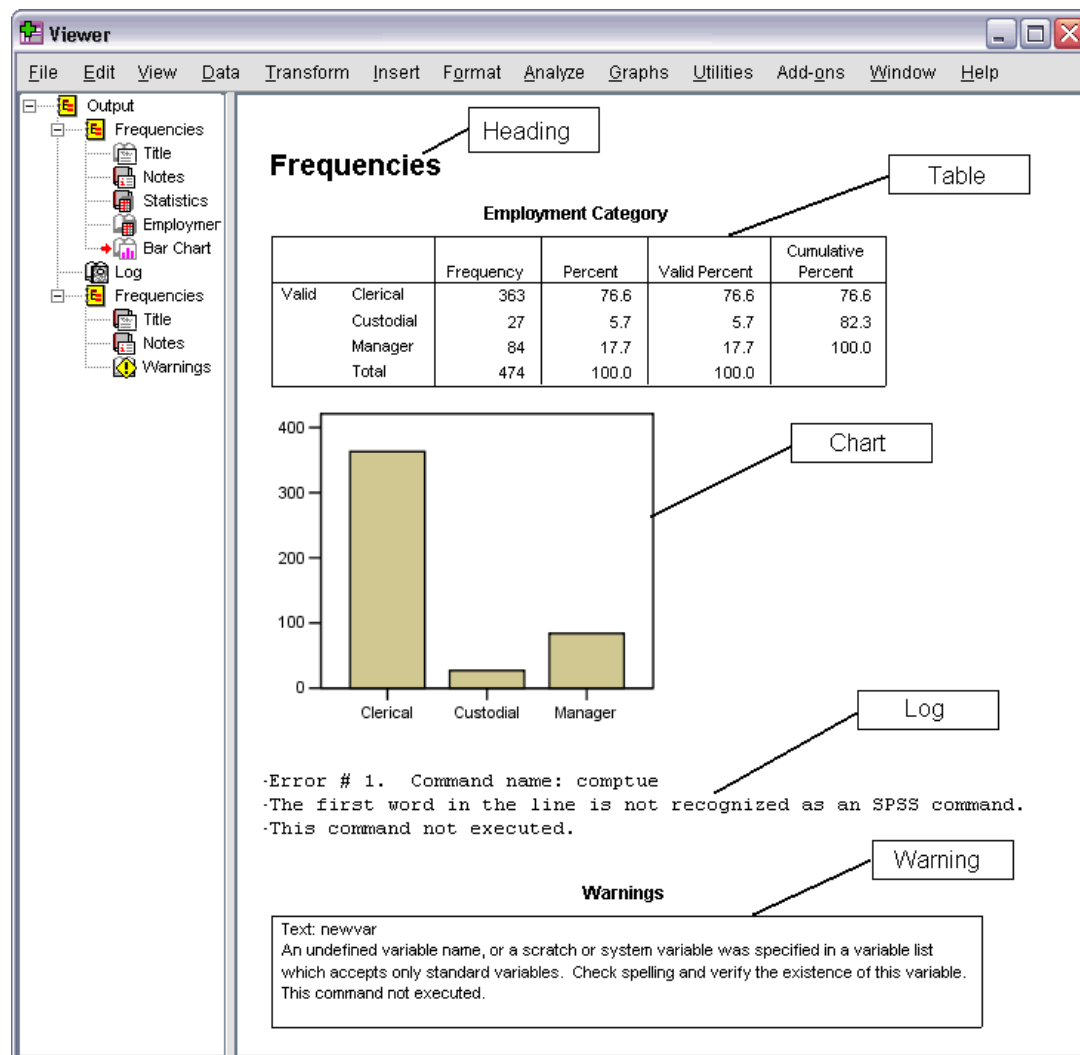 Viewer
File Edit View Data Transform Insert Format Analyze Graphs Utilities Add-ons Window Help
Output
Frequencies
Title
Notes
Statistics
Employmer
Bar Chart
Log
Frequencies
Title
Notes
Warnings
Heading
Frequencies
Table
Employment Category
Frequency Percent Valid Percent Cumulative Percent
Valid Clerical 363 76.6 76.6 76.6
Custodial 27 5.7 5.7 82.3
Manager 84 17.7 17.7 100.0
Total 474 100.0 100.0
Chart
400
300
200
100
0
Clerical Custodial Manager
Log
-Error # 1. Command name: comptue
-The first word in the line is not recognized as an SPSS command.
-This command not executed.
Warning
Warnings
Text: newvar
An undefined variable name, or a scratch or system variable was specified in a variable list
which accepts only standard variables. Check spelling and verify the existence of this variable.
This command not executed.